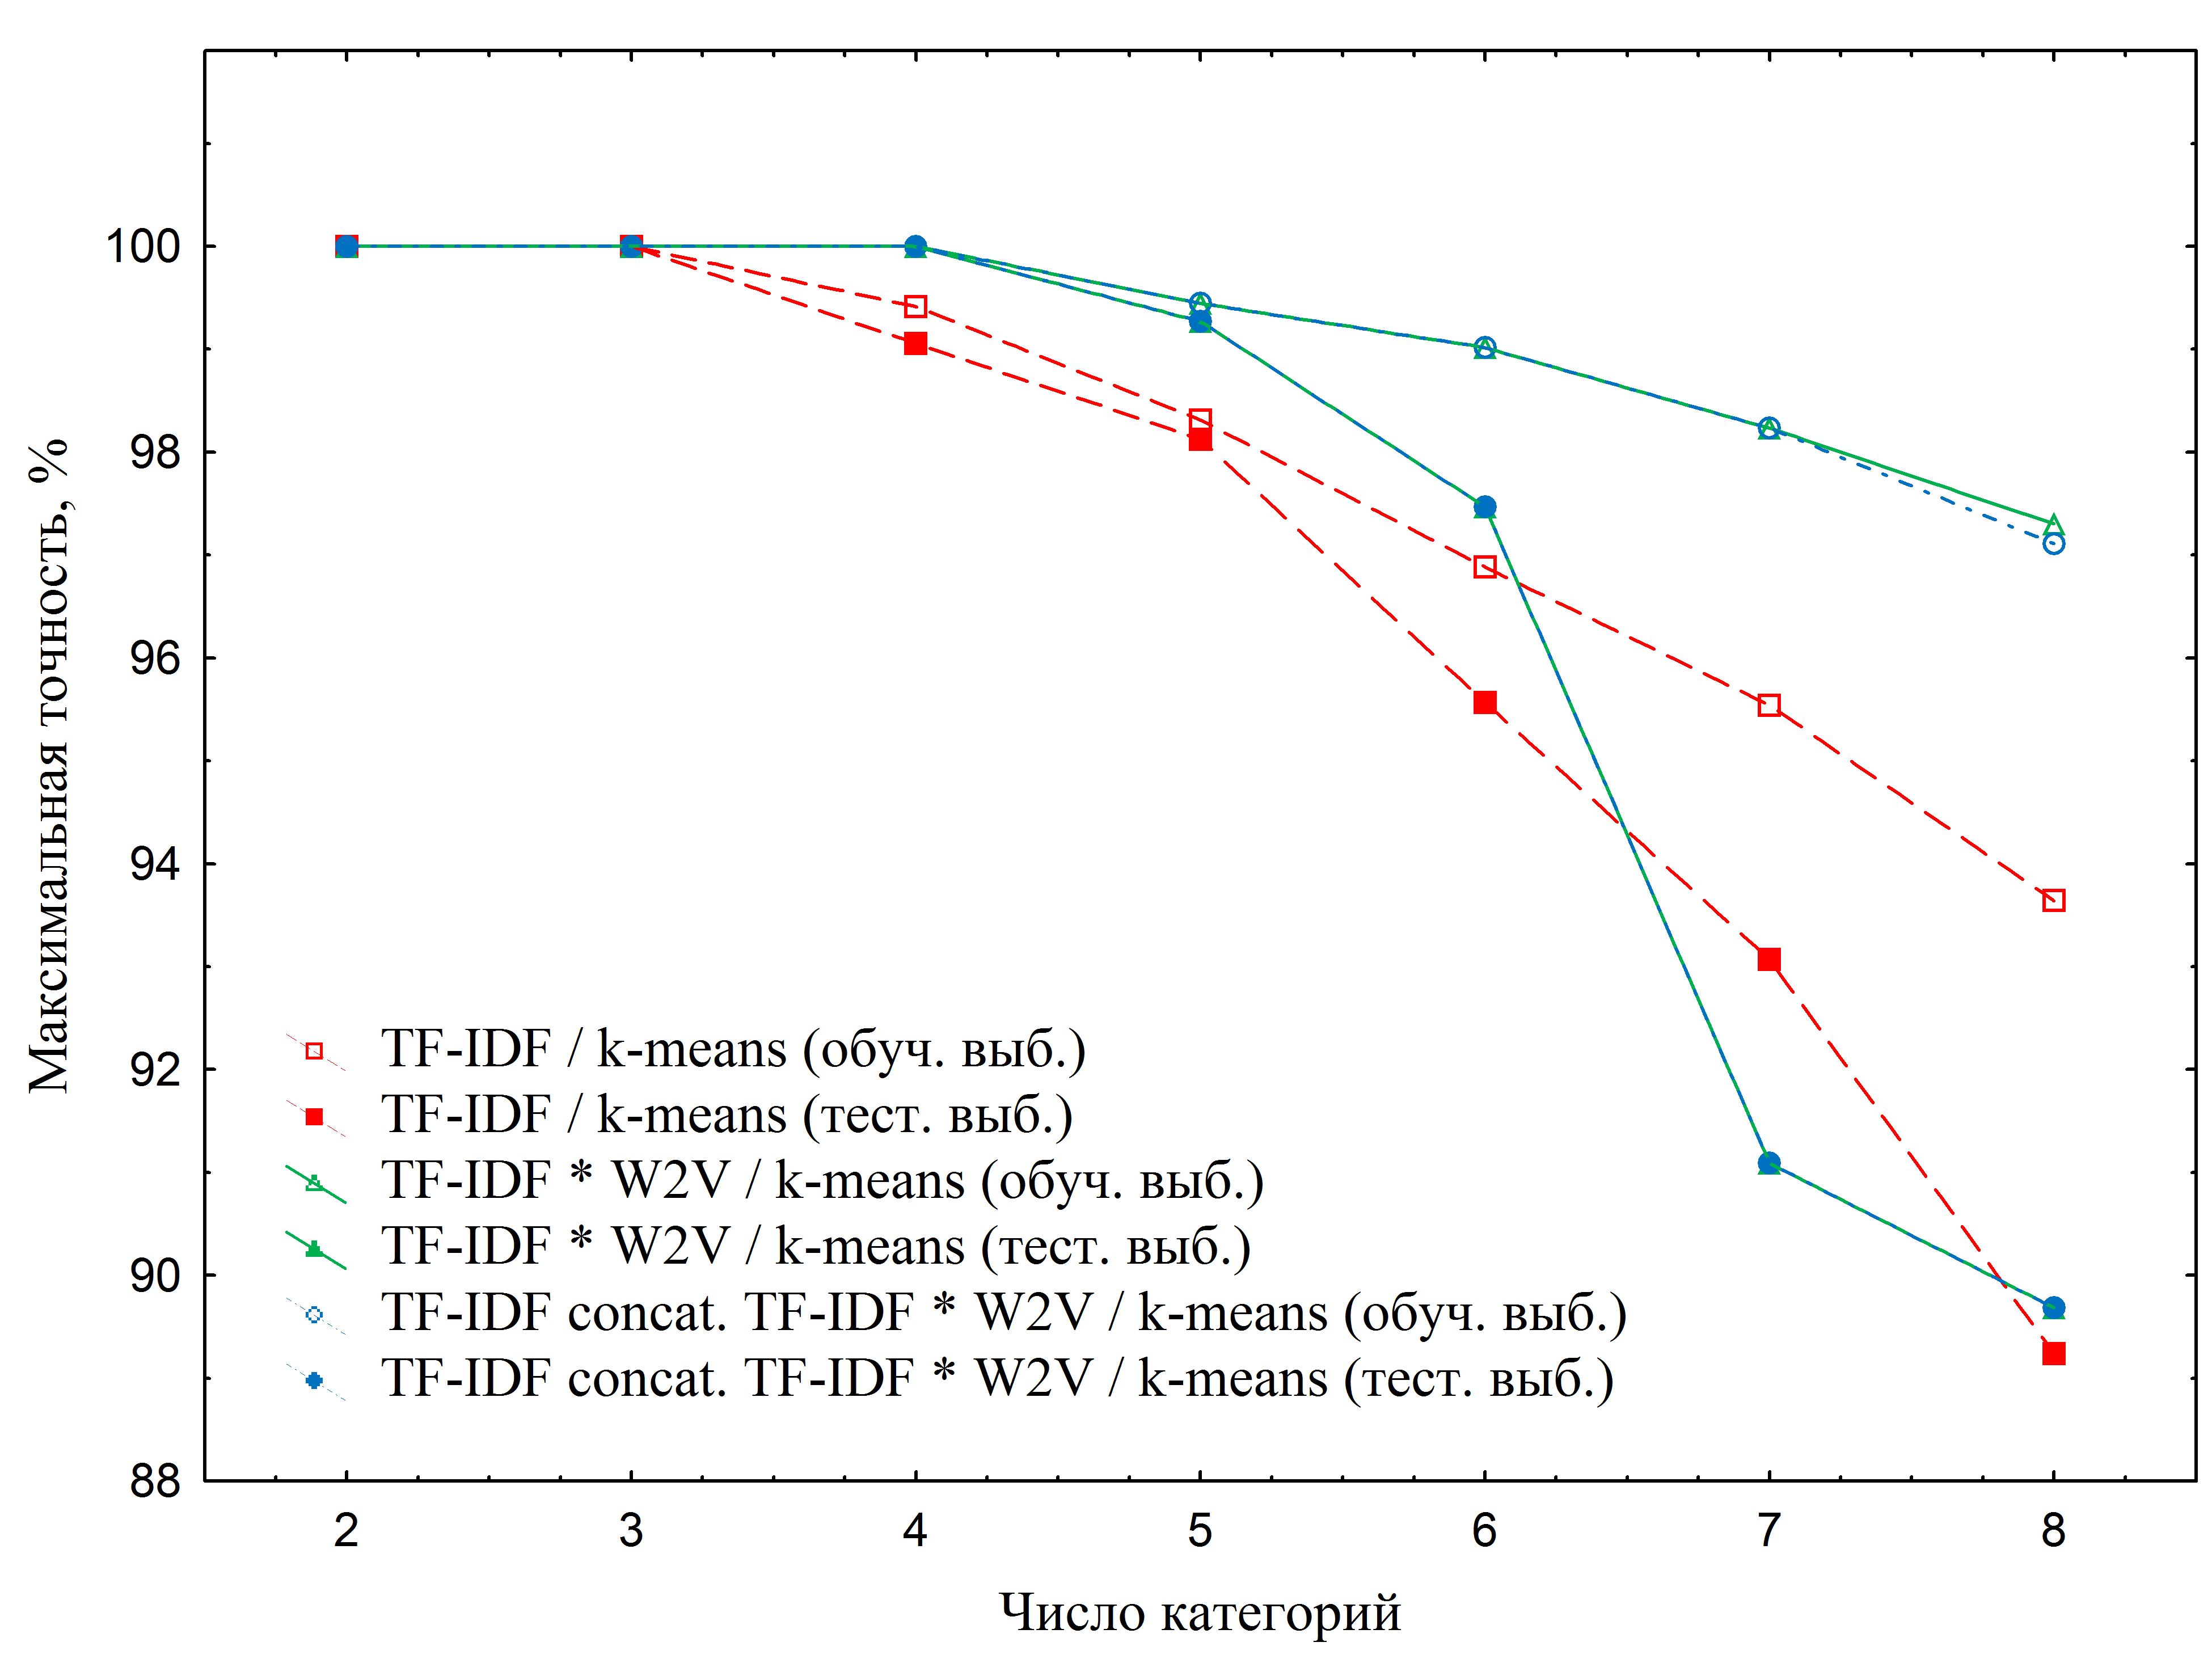 Максимальная точность, %
100
98
96
94
92
90
88
TF-IDF / k-means (обуч. выб.)
TF-IDF / k-means (тест. выб.)
TF-IDF * W2V / k-means (обуч. выб.)
TF-IDF * W2V / k-means (тест. выб.)
TF-IDF concat. TF-IDF * W2V / k-means (обуч. выб.)
TF-IDF concat. TF-IDF * W2V / k-means (тест. выб.)
2 3 4 5 6 7 8
Число категорий